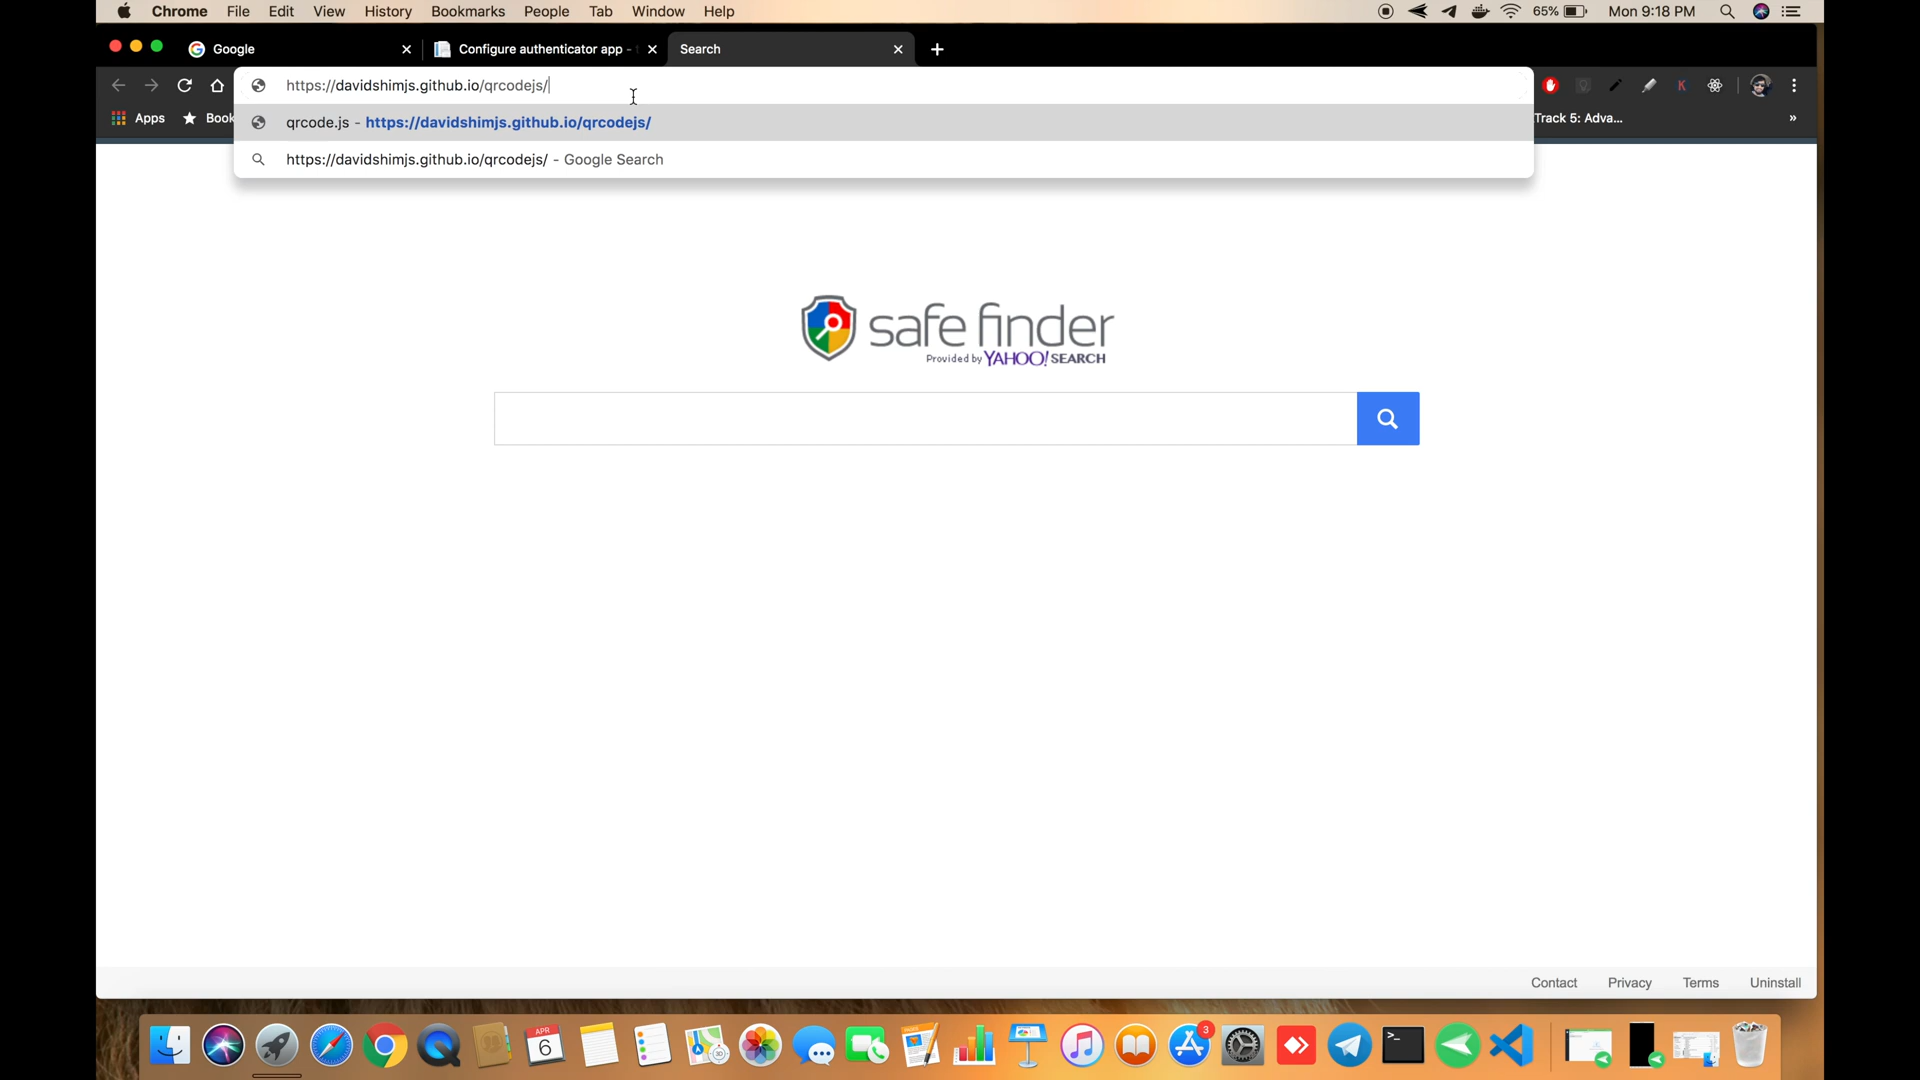 Chrome File Edit View History Bookmarks People Tab Window Help 65% Mon 9:18 PM
Google Configure authenticator app - Search
https://davidshimjs.github.io/qrcodejs/
K
Apps Book Track 5: Adva... »
qrcode.js - https://davidshimjs.github.io/qrcodejs/
https://davidshimjs.github.io/qrcodejs/ - Google Search
safe finder
Provided by YAHOO! SEARCH
Contact Privacy Terms Uninstall
APR
6
3